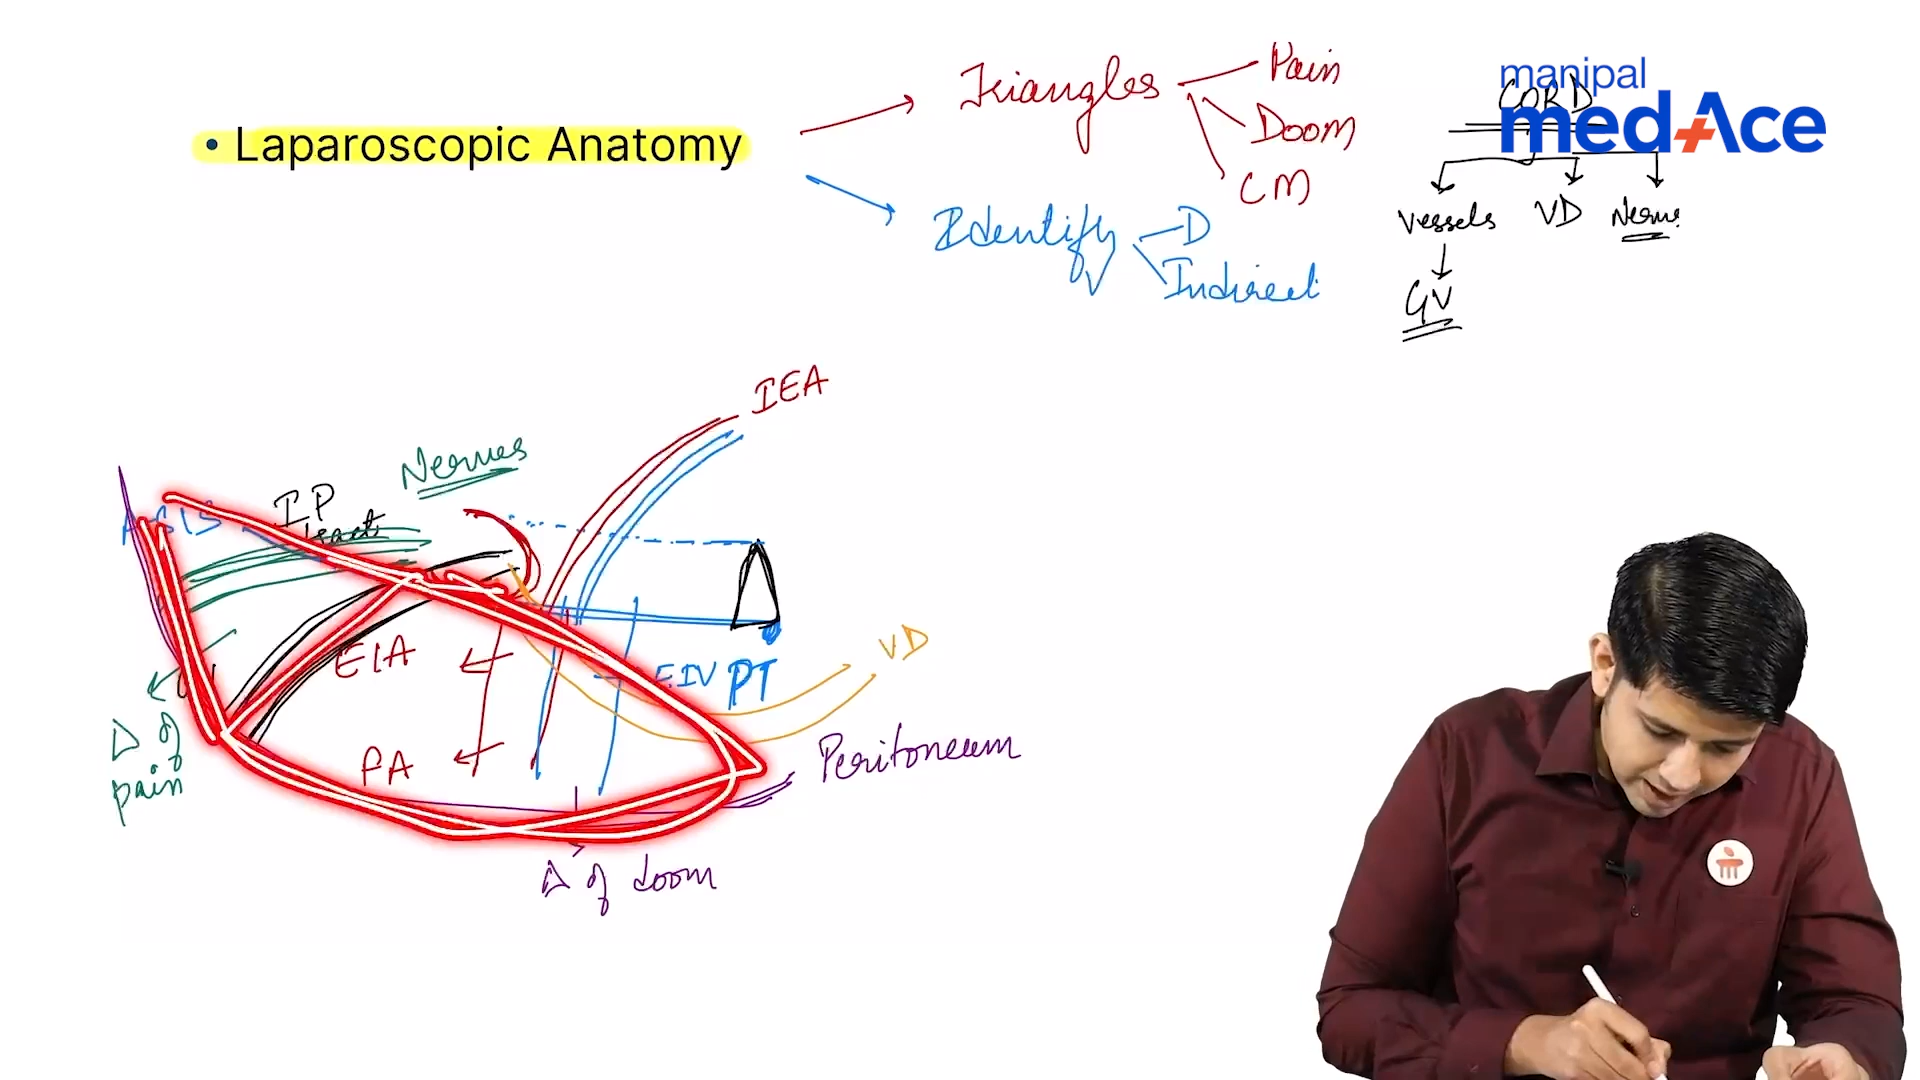 manipal
medAce
• Laparoscopic Anatomy
Triangles
Pain
Doom
CM
Identify
D
Indirect
CORD
Vessels VD Nerve
GV
IEA
Nerves
ASIS
IP
tract
EIA
EIV PT
VD
PA
Peritoneum
Δ of
pain
Δ of doom